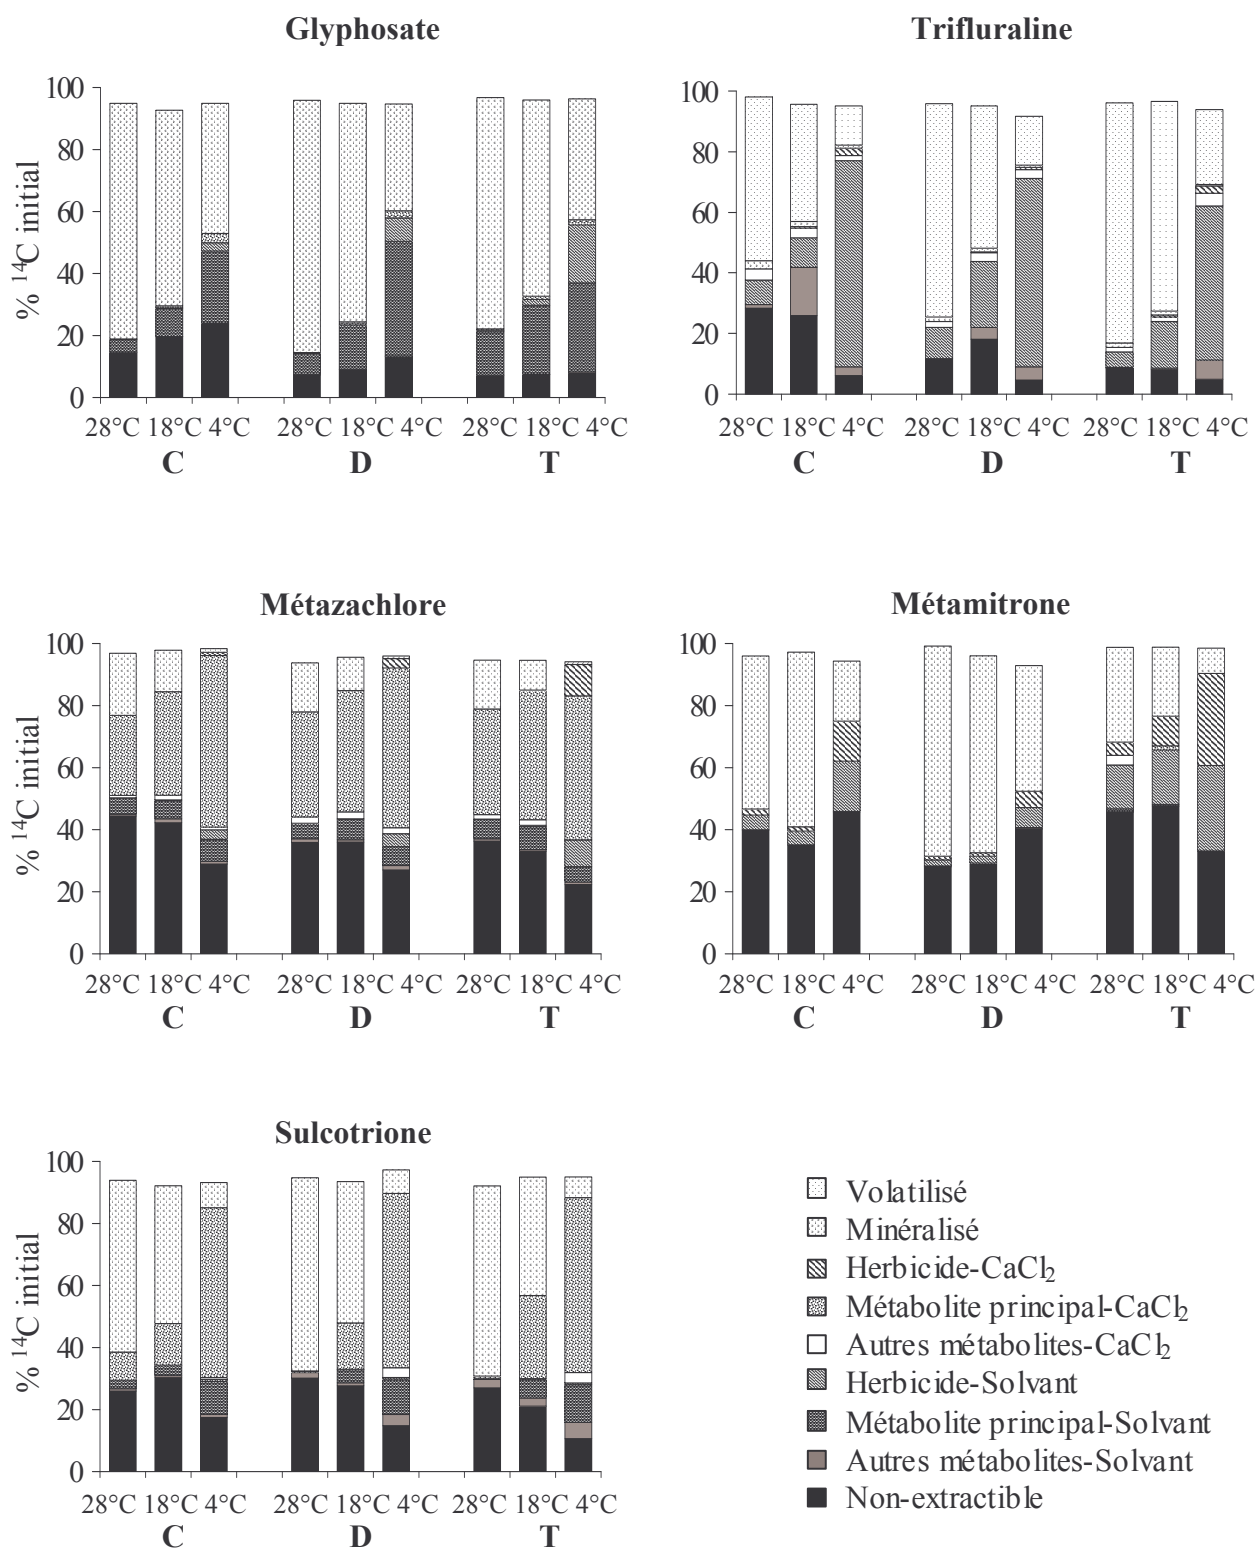 Glyphosate
% ¹⁴C initial
100
80
60
40
20
0
28°C 18°C 4°C 28°C 18°C 4°C 28°C 18°C 4°C
C D T
Trifluraline
100
80
60
40
20
0
28°C 18°C 4°C 28°C 18°C 4°C 28°C 18°C 4°C
C D T
Métazachlore
% ¹⁴C initial
100
80
60
40
20
0
28°C 18°C 4°C 28°C 18°C 4°C 28°C 18°C 4°C
C D T
Métamitrone
100
80
60
40
20
0
28°C 18°C 4°C 28°C 18°C 4°C 28°C 18°C 4°C
C D T
Sulcotrione
% ¹⁴C initial
100
80
60
40
20
0
28°C 18°C 4°C 28°C 18°C 4°C 28°C 18°C 4°C
C D T
Volatilisé
Minéralisé
Herbicide-CaCl₂
Métabolite principal-CaCl₂
Autres métabolites-CaCl₂
Herbicide-Solvant
Métabolite principal-Solvant
Autres métabolites-Solvant
Non-extractible